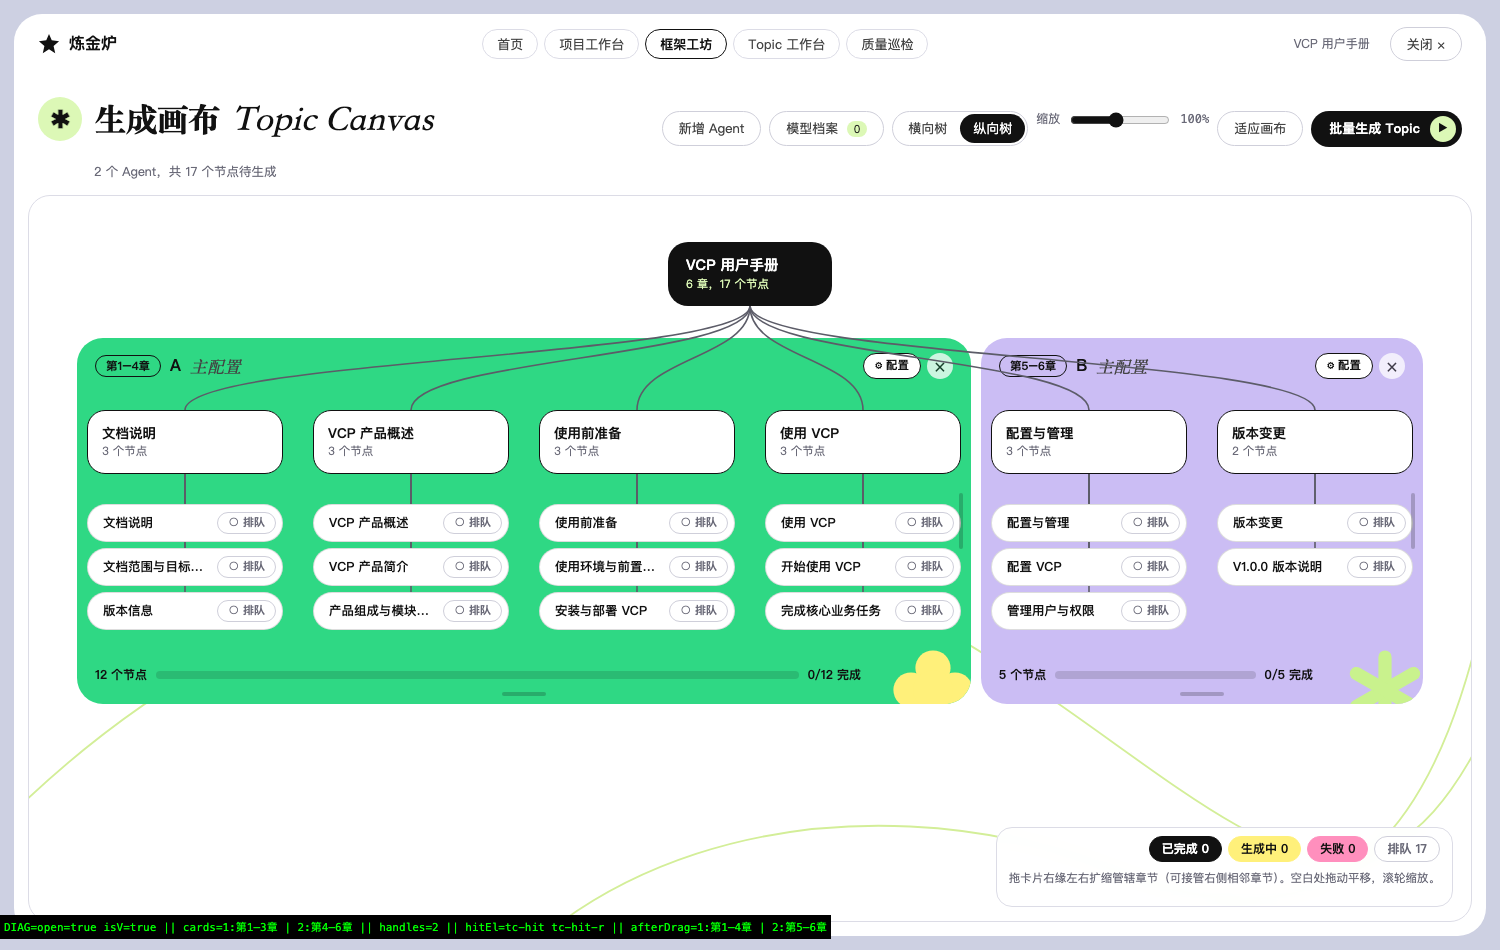 炼金炉
首页 项目工作台 框架工坊 Topic 工作台 质量巡检
VCP 用户手册 关闭 ×
生成画布 Topic Canvas
新增 Agent 模型档案 0 横向树 纵向树 缩放 100% 适应画布 批量生成 Topic
2 个 Agent，共 17 个节点待生成
VCP 用户手册
6 章，17 个节点
第1—4章 A 主配置 配置 ×
第5—6章 B 主配置 配置 ×
文档说明 VCP 产品概述 使用前准备 使用 VCP 配置与管理 版本变更
3 个节点 3 个节点 3 个节点 3 个节点 3 个节点 2 个节点
文档说明 排队 VCP 产品概述 排队 使用前准备 排队 使用 VCP 排队 配置与管理 排队 版本变更 排队
文档范围与目标... 排队 VCP 产品简介 排队 使用环境与前置... 排队 开始使用 VCP 排队 配置 VCP 排队 V1.0.0 版本说明 排队
版本信息 排队 产品组成与模块... 排队 安装与部署 VCP 排队 完成核心业务任务 排队 管理用户与权限 排队
12 个节点 0/12 完成 5 个节点 0/5 完成
已完成 0 生成中 0 失败 0 排队 17
拖卡片右缘左右扩缩管辖章节（可接管右侧相邻章节）。空白处拖动平移，滚轮缩放。
DIAG=open=true isV=true || cards=1:第1—3章 | 2:第4—6章 || handles=2 || hitEl=tc-hit tc-hit-r || afterDrag=1:第1—4章 | 2:第5—6章